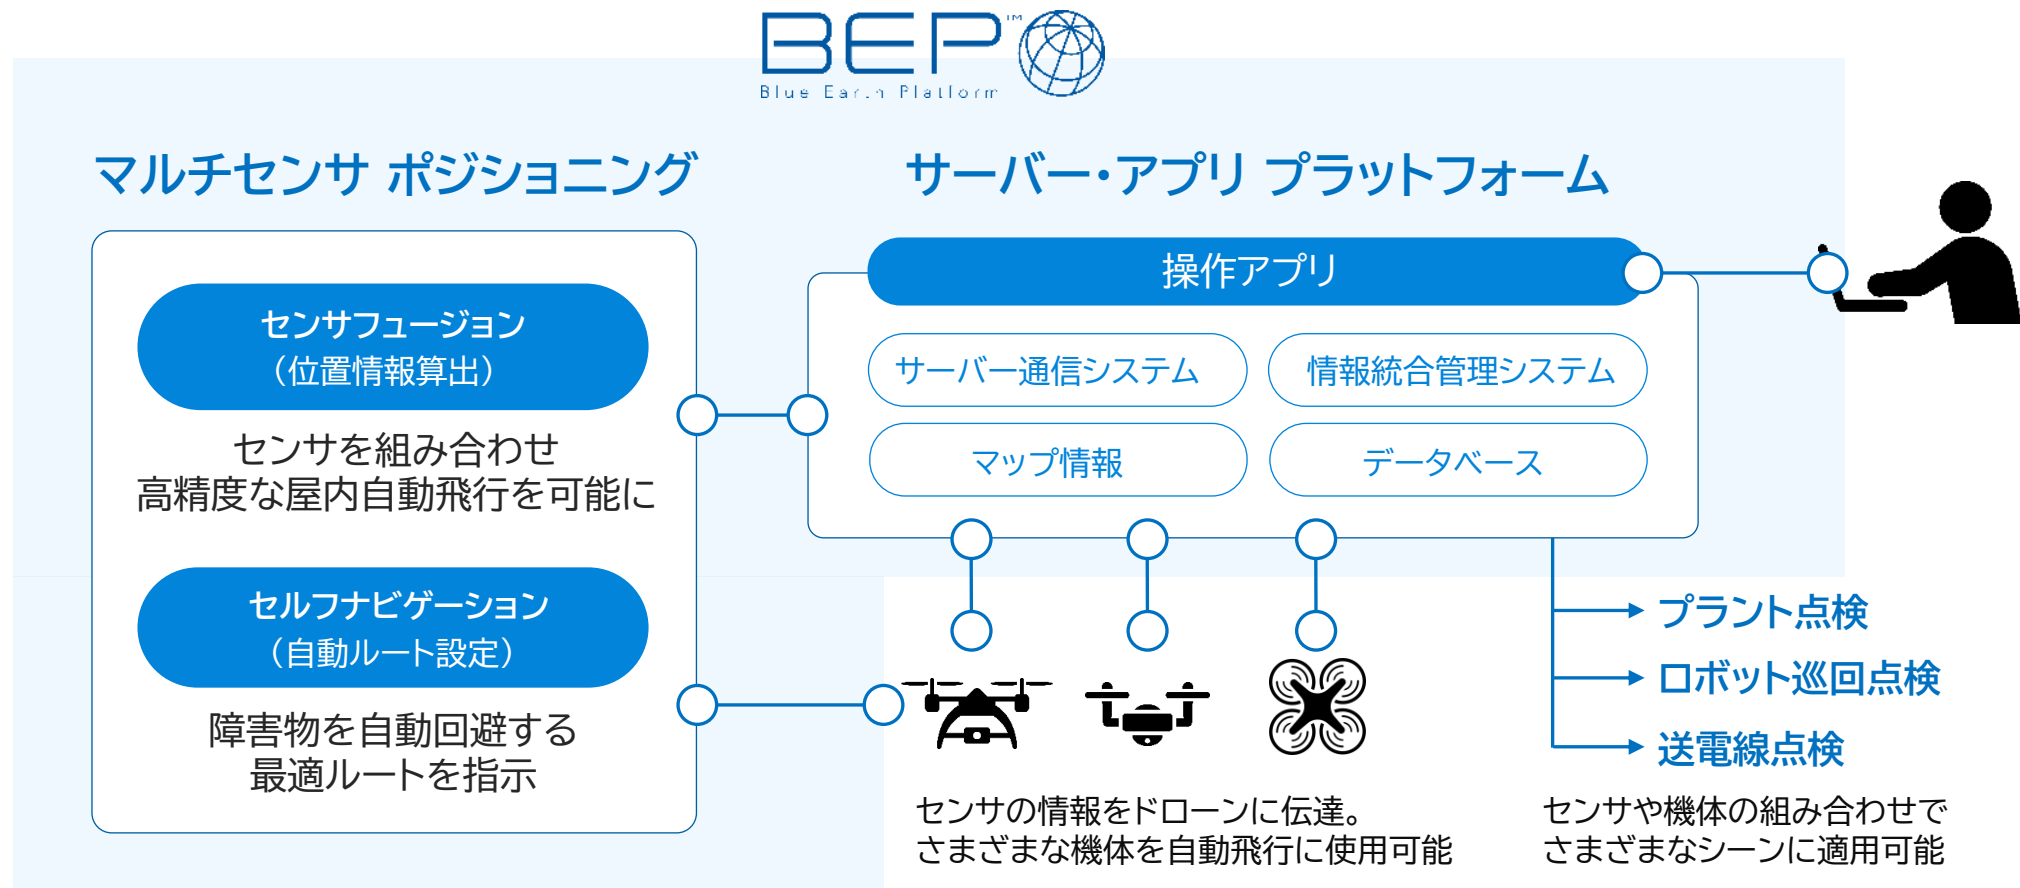 BEP™
Blue Earth Platform
マルチセンサ ポジショニング
センサフュージョン
（位置情報算出）
センサを組み合わせ
高精度な屋内自動飛行を可能に
セルフナビゲーション
（自動ルート設定）
障害物を自動回避する
最適ルートを指示
サーバー・アプリ プラットフォーム
操作アプリ
サーバー通信システム
情報統合管理システム
マップ情報
データベース
センサの情報をドローンに伝達。
さまざまな機体を自動飛行に使用可能
プラント点検
ロボット巡回点検
送電線点検
センサや機体の組み合わせで
さまざまなシーンに適用可能